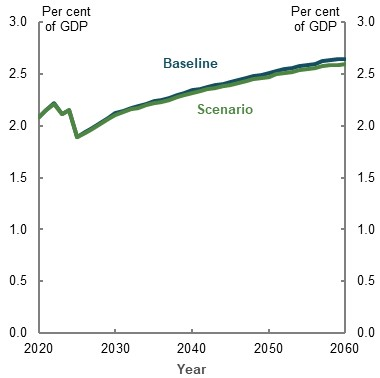 Per cent
of GDP
Per cent
of GDP
3.0
3.0
Baseline
2.5
2.5
Scenario
2.0
2.0
1.5
1.5
1.0
1.0
0.5
0.5
0.0
0.0
2020
2030
2040
2050
2060
Year